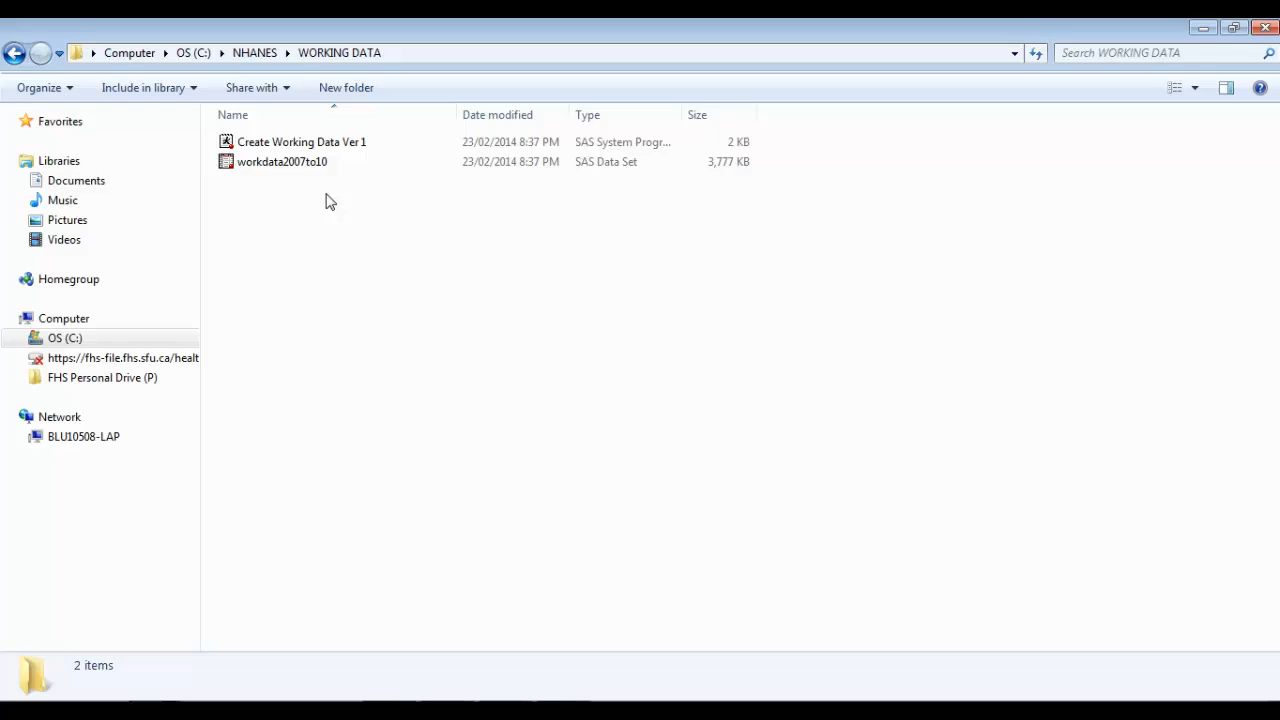 Computer OS (C:) NHANES WORKING DATA Search WORKING DATA
Organize Include in library Share with New folder
Name Date modified Type Size
Create Working Data Ver 1 23/02/2014 8:37 PM SAS System Progr... 2 KB
workdata2007to10 23/02/2014 8:37 PM SAS Data Set 3,777 KB
Favorites
Libraries
Documents
Music
Pictures
Videos
Homegroup
Computer
OS (C:)
https://fhs-file.fhs.sfu.ca/healt
FHS Personal Drive (P)
Network
BLU10508-LAP
2 items